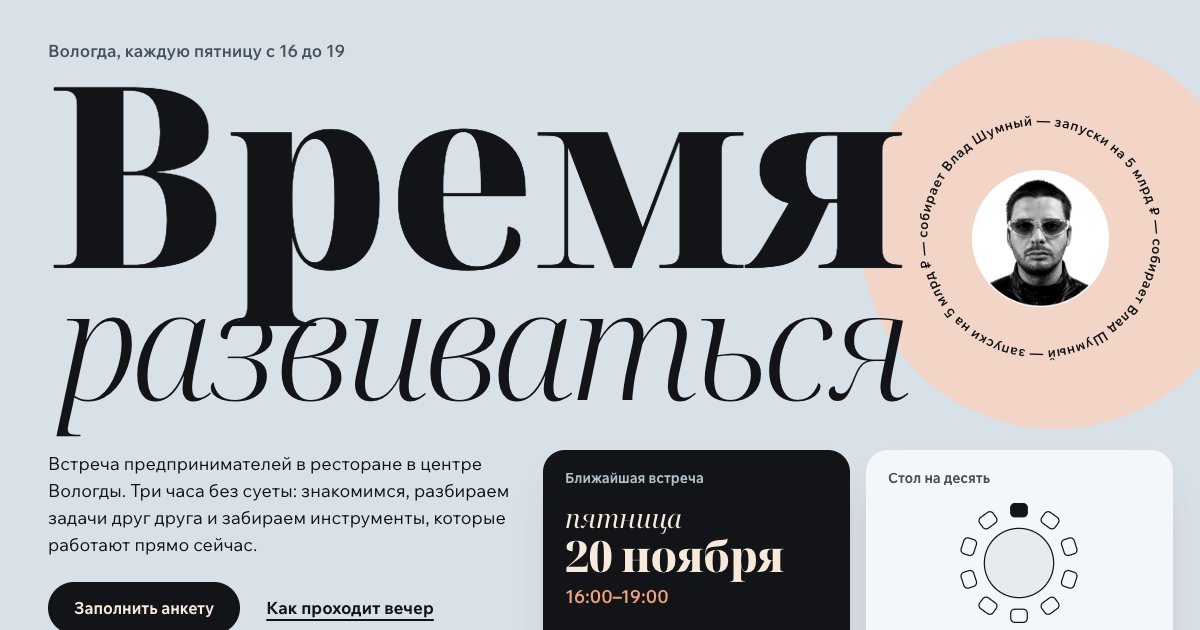 Вологда, каждую пятницу с 16 до 19
Время
развиваться
собирает Влад Шумный — запуски на 5 млрд ₽ — собирает Влад Шумный — запуски на 5 млрд ₽ —
Встреча предпринимателей в ресторане в центре
Вологды. Три часа без суеты: знакомимся, разбираем
задачи друг друга и забираем инструменты, которые
работают прямо сейчас.
Заполнить анкету
Как проходит вечер
Ближайшая встреча
пятница
20 ноября
16:00–19:00
Стол на десять